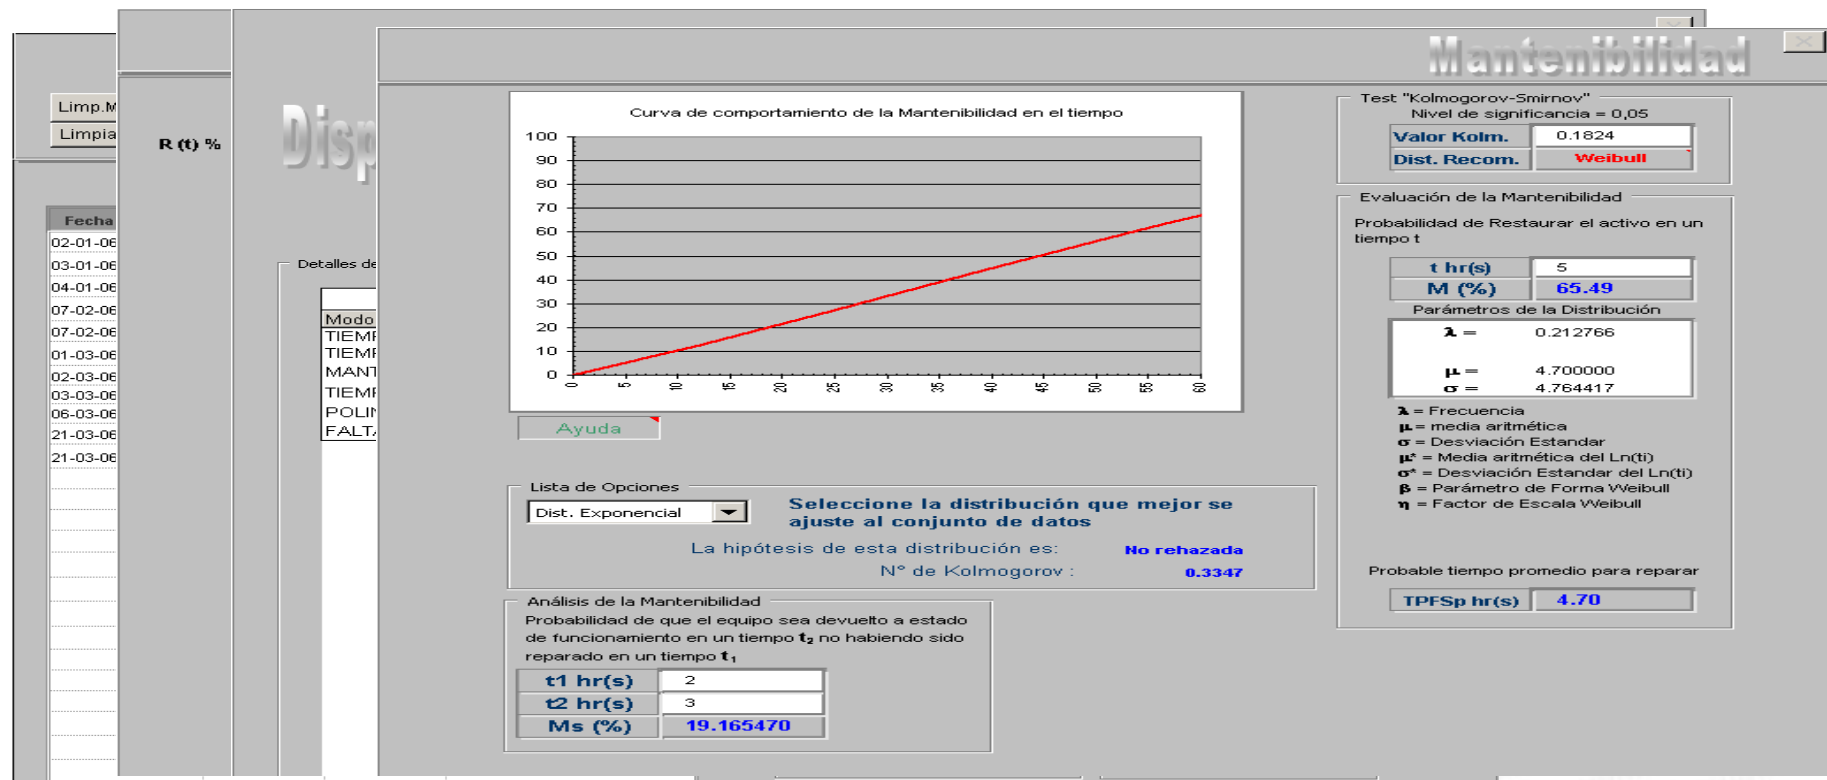 Mantenibilidad
Limp.M
Limpia
R (t) %
Disp
Fecha
02-01-06
03-01-06
04-01-06
07-02-06
07-02-06
01-03-06
02-03-06
03-03-06
06-03-06
21-03-06
21-03-06
Detalles de
Modo
TIEMP
TIEMP
MANT
TIEMP
POLIN
FALTA
Curva de comportamiento de la Mantenibilidad en el tiempo
100
90
80
70
60
50
40
30
20
10
0
0 5 10 15 20 25 30 35 40 45 50 55 60
Ayuda
Lista de Opciones
Dist. Exponencial
Seleccione la distribución que mejor se
ajuste al conjunto de datos
La hipótesis de esta distribución es: No rehazada
N° de Kolmogorov : 0.3347
Análisis de la Mantenibilidad
Probabilidad de que el equipo sea devuelto a estado
de funcionamiento en un tiempo t₂ no habiendo sido
reparado en un tiempo t₁
t1 hr(s) 2
t2 hr(s) 3
Ms (%) 19.165470
Test "Kolmogorov-Smirnov"
Nivel de significancia = 0,05
Valor Kolm. 0.1824
Dist. Recom. Weibull
Evaluación de la Mantenibilidad
Probabilidad de Restaurar el activo en un
tiempo t
t hr(s) 5
M (%) 65.49
Parámetros de la Distribución
λ = 0.212766
μ = 4.700000
σ = 4.764417
λ = Frecuencia
μ = media aritmética
σ = Desviación Estandar
μ* = Media aritmética del Ln(ti)
σ* = Desviación Estandar del Ln(ti)
β = Parámetro de Forma Weibull
η = Factor de Escala Weibull
Probable tiempo promedio para reparar
TPFSp hr(s) 4.70